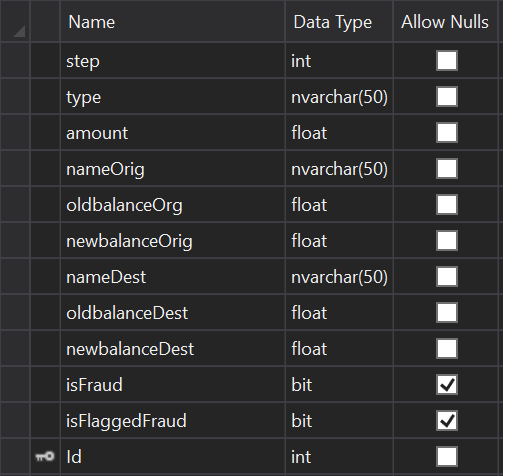 Name Data Type Allow Nulls
step int
type nvarchar(50)
amount float
nameOrig nvarchar(50)
oldbalanceOrg float
newbalanceOrig float
nameDest nvarchar(50)
oldbalanceDest float
newbalanceDest float
isFraud bit
isFlaggedFraud bit
Id int